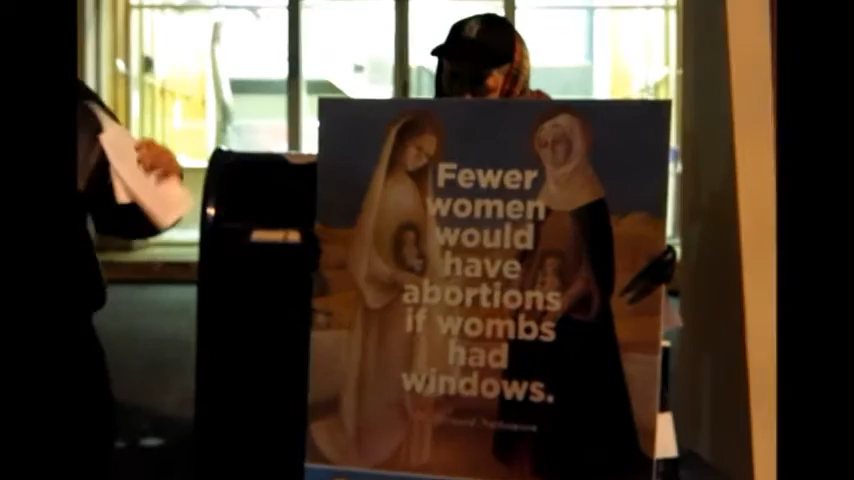 Fewer
women
would
have
abortions
if wombs
had
windows.